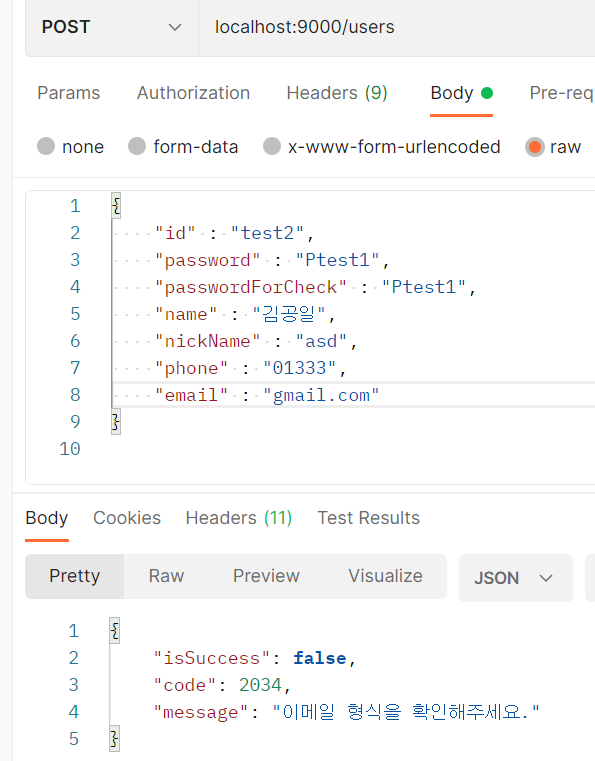 POST localhost:9000/users
Params Authorization Headers (9) Body Pre-req
none form-data x-www-form-urlencoded raw
1 {
2 "id" : "test2",
3 "password" : "Ptest1",
4 "passwordForCheck" : "Ptest1",
5 "name" : "김공일",
6 "nickName" : "asd",
7 "phone" : "01333",
8 "email" : "gmail.com"
9 }
10
Body Cookies Headers (11) Test Results
Pretty Raw Preview Visualize JSON
1 {
2 "isSuccess": false,
3 "code": 2034,
4 "message": "이메일 형식을 확인해주세요."
5 }